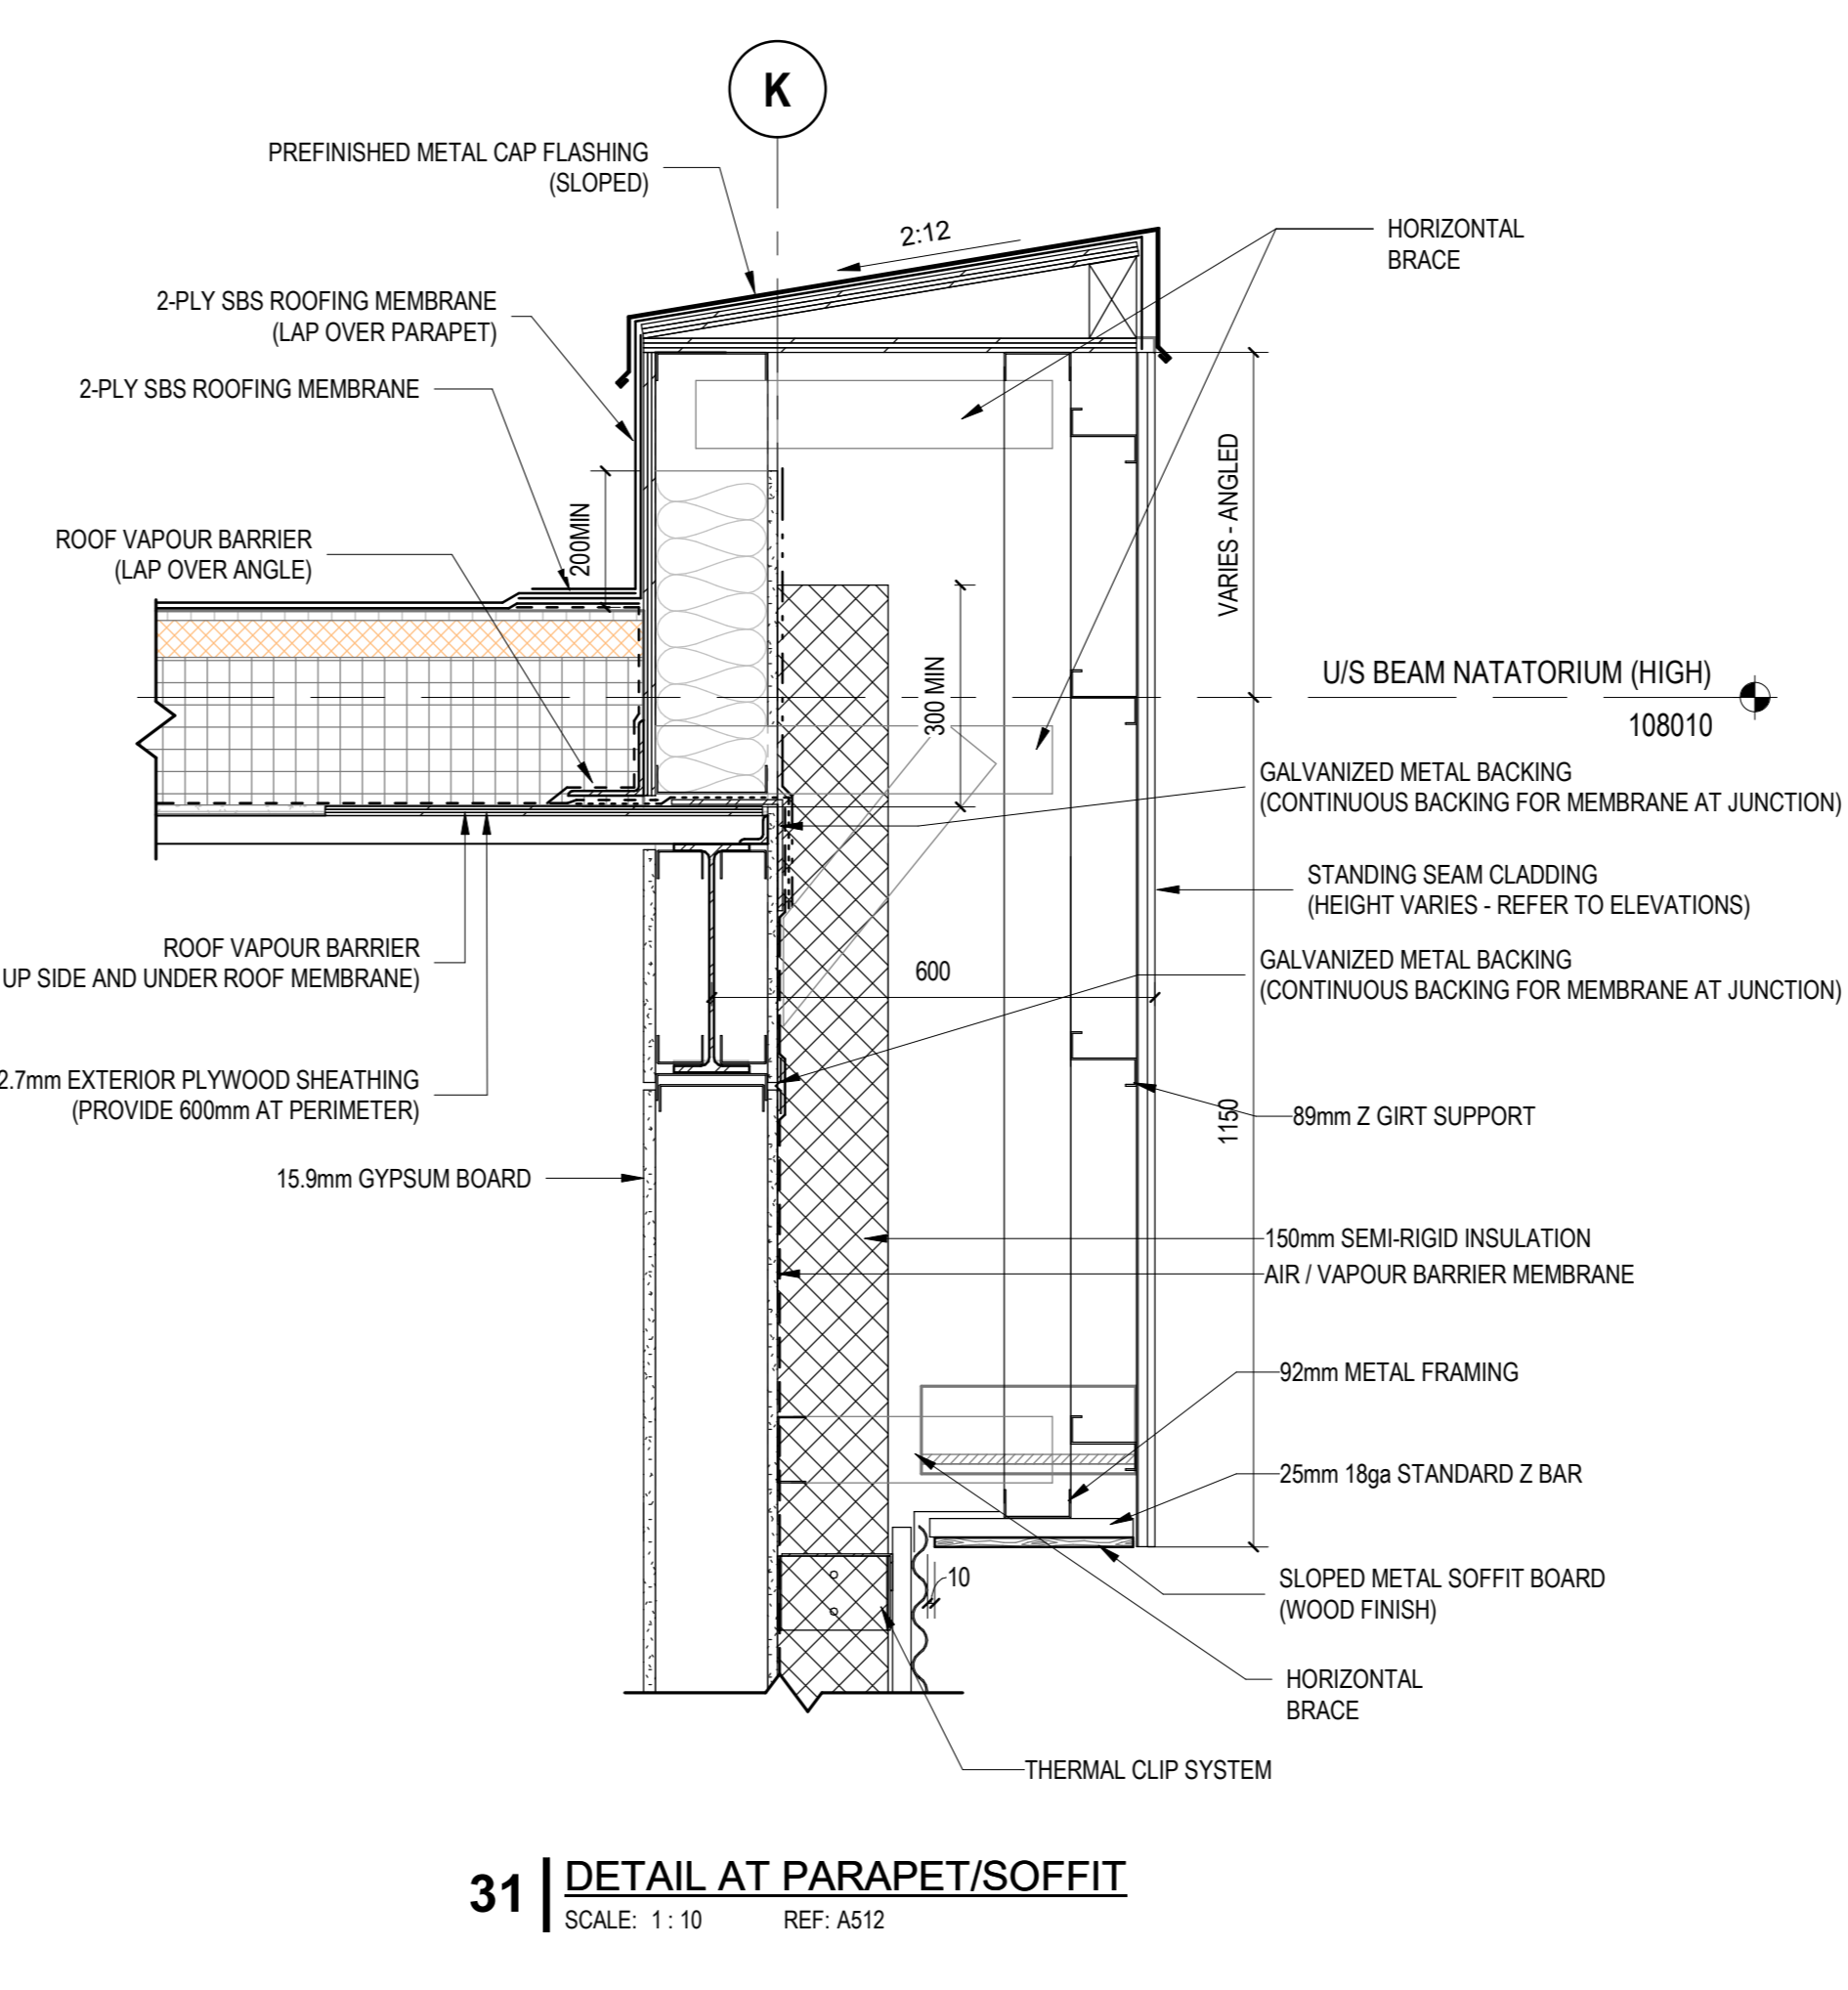 K
PREFINISHED METAL CAP FLASHING
(SLOPED)
2:12
HORIZONTAL
BRACE
2-PLY SBS ROOFING MEMBRANE
(LAP OVER PARAPET)
2-PLY SBS ROOFING MEMBRANE
VARIES - ANGLED
200MIN
ROOF VAPOUR BARRIER
(LAP OVER ANGLE)
300 MIN
U/S BEAM NATATORIUM (HIGH)
108010
GALVANIZED METAL BACKING
(CONTINUOUS BACKING FOR MEMBRANE AT JUNCTION)
STANDING SEAM CLADDING
(HEIGHT VARIES - REFER TO ELEVATIONS)
ROOF VAPOUR BARRIER
UP SIDE AND UNDER ROOF MEMBRANE)
600
GALVANIZED METAL BACKING
(CONTINUOUS BACKING FOR MEMBRANE AT JUNCTION)
2.7mm EXTERIOR PLYWOOD SHEATHING
(PROVIDE 600mm AT PERIMETER)
1150
89mm Z GIRT SUPPORT
15.9mm GYPSUM BOARD
150mm SEMI-RIGID INSULATION
AIR / VAPOUR BARRIER MEMBRANE
92mm METAL FRAMING
25mm 18ga STANDARD Z BAR
10
SLOPED METAL SOFFIT BOARD
(WOOD FINISH)
HORIZONTAL
BRACE
THERMAL CLIP SYSTEM
31 DETAIL AT PARAPET/SOFFIT
SCALE: 1 : 10 REF: A512